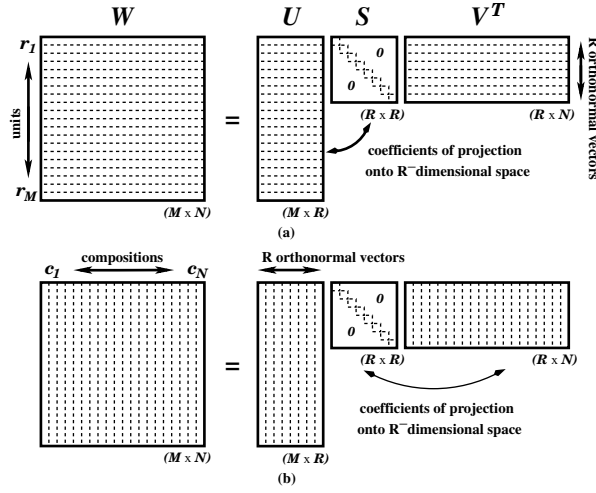 W U S V^T
r_1
units
r_M
=
0
0
R orthonormal vectors
(R x R)
(R x N)
coefficients of projection
onto R‾dimensional space
(M x N)
(M x R)
(a)
compositions
R orthonormal vectors
c_1
c_N
=
0
0
(R x R)
(R x N)
coefficients of projection
onto R‾dimensional space
(M x N)
(M x R)
(b)